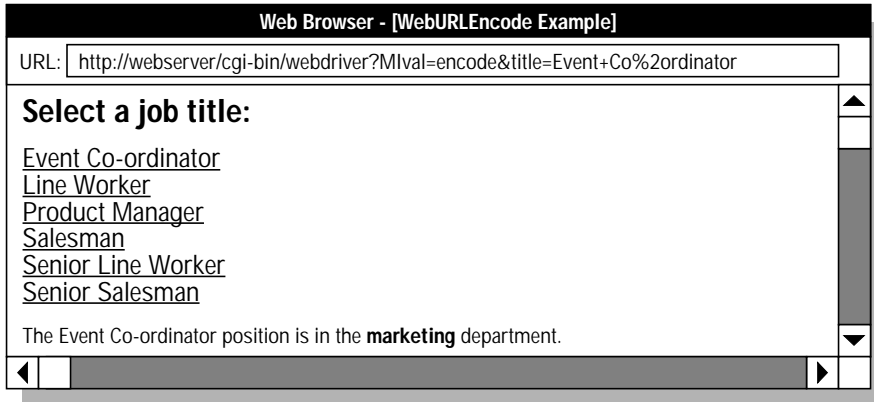 Web Browser - [WebURLEncode Example]
URL: http://webserver/cgi-bin/webdriver?MIval=encode&title=Event+Co%2ordinator
Select a job title:
Event Co-ordinator
Line Worker
Product Manager
Salesman
Senior Line Worker
Senior Salesman
The Event Co-ordinator position is in the marketing department.